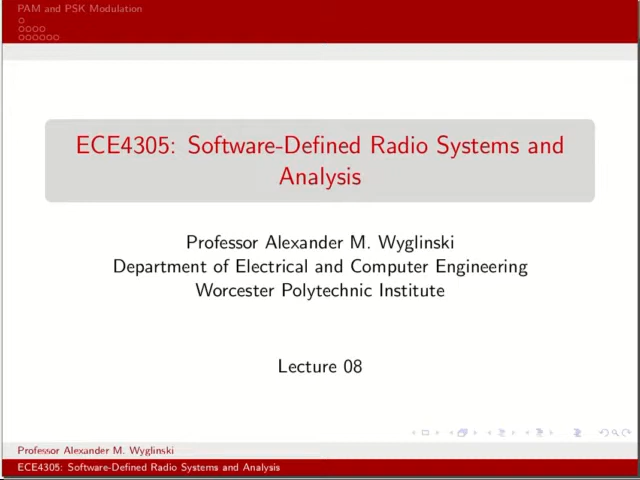 PAM and PSK Modulation
ECE4305: Software-Defined Radio Systems and
Analysis
Professor Alexander M. Wyglinski
Department of Electrical and Computer Engineering
Worcester Polytechnic Institute
Lecture 08
Professor Alexander M. Wyglinski
ECE4305: Software-Defined Radio Systems and Analysis